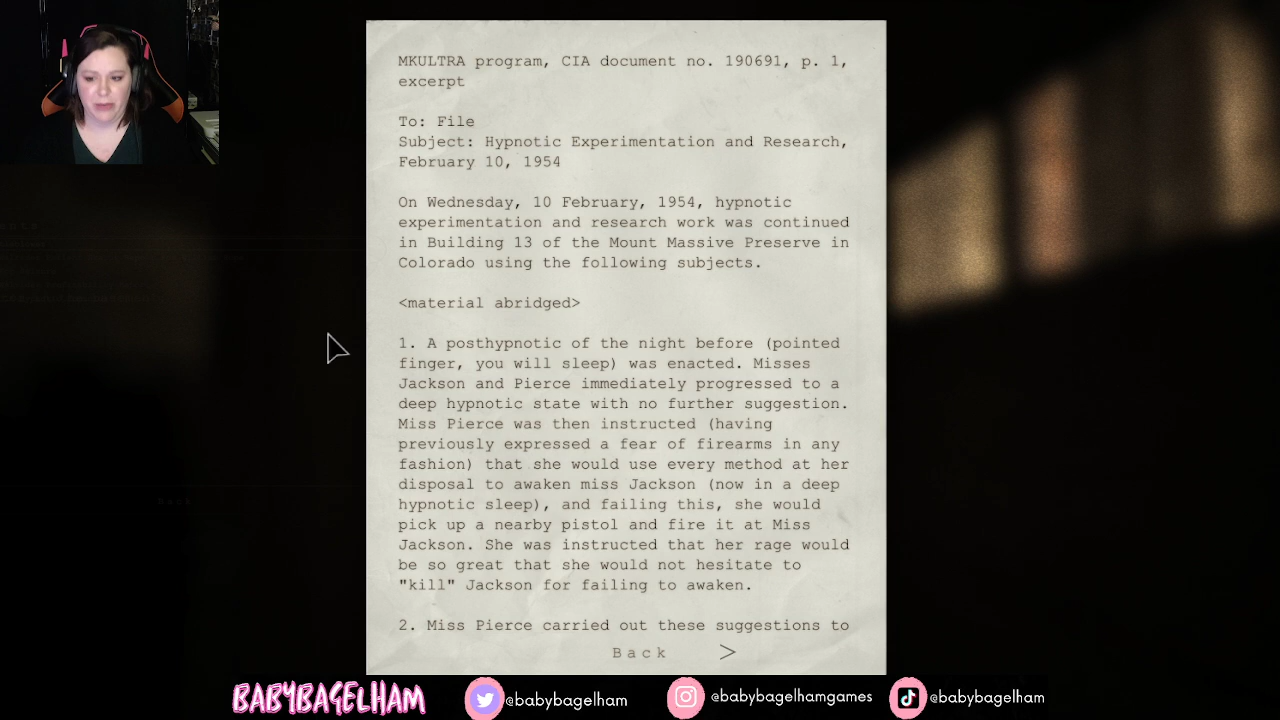 MKULTRA program, CIA document no. 190691, p. 1,
excerpt
To: File
Subject: Hypnotic Experimentation and Research,
February 10, 1954
On Wednesday, 10 February, 1954, hypnotic
experimentation and research work was continued
in Building 13 of the Mount Massive Preserve in
Colorado using the following subjects.
<material abridged>
1. A posthypnotic of the night before (pointed
finger, you will sleep) was enacted. Misses
Jackson and Pierce immediately progressed to a
deep hypnotic state with no further suggestion.
Miss Pierce was then instructed (having
previously expressed a fear of firearms in any
fashion) that she would use every method at her
disposal to awaken miss Jackson (now in a deep
hypnotic sleep), and failing this, she would
pick up a nearby pistol and fire it at Miss
Jackson. She was instructed that her rage would
be so great that she would not hesitate to
"kill" Jackson for failing to awaken.
2. Miss Pierce carried out these suggestions to
Back >
BABYBAGELHAM
@babybagelham
@babybagelhamgames
@babybagelham